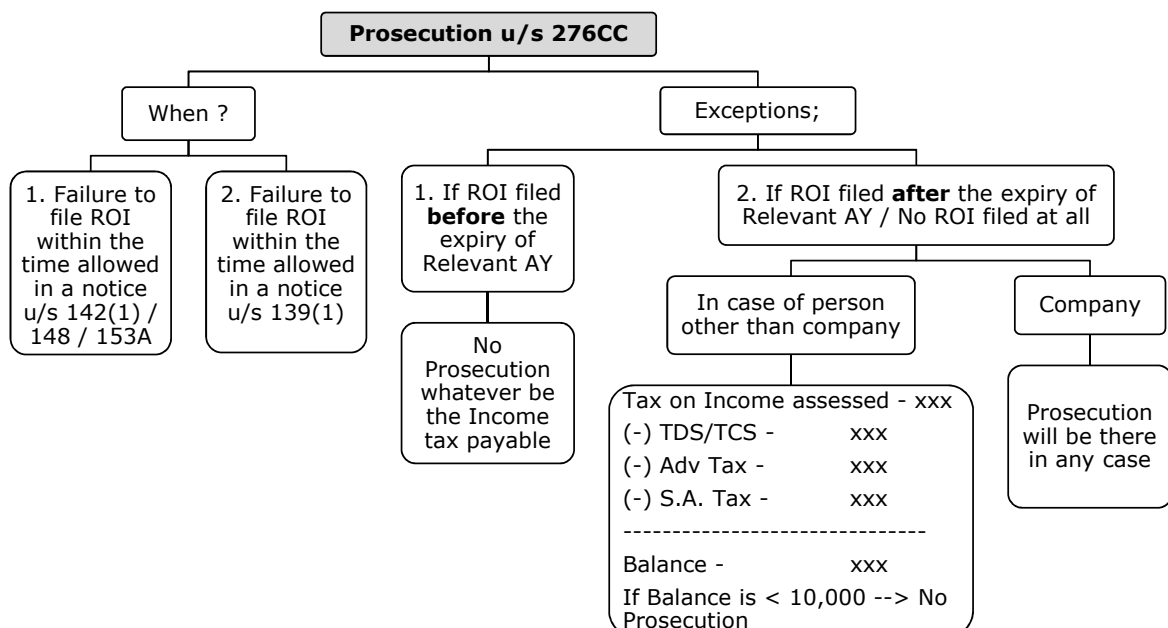 Prosecution u/s 276CC
When ?
Exceptions;
1. Failure to
file ROI
within the
time allowed
in a notice
u/s 142(1) /
148 / 153A
2. Failure to
file ROI
within the
time allowed
in a notice
u/s 139(1)
1. If ROI filed
before the
expiry of
Relevant AY
2. If ROI filed after the expiry of
Relevant AY / No ROI filed at all
No
Prosecution
whatever be
the Income
tax payable
In case of person
other than company
Company
Tax on Income assessed - xxx
(-) TDS/TCS - xxx
(-) Adv Tax - xxx
(-) S.A. Tax - xxx
-------------------------------
Balance - xxx
If Balance is < 10,000 --> No
Prosecution
Prosecution
will be there
in any case